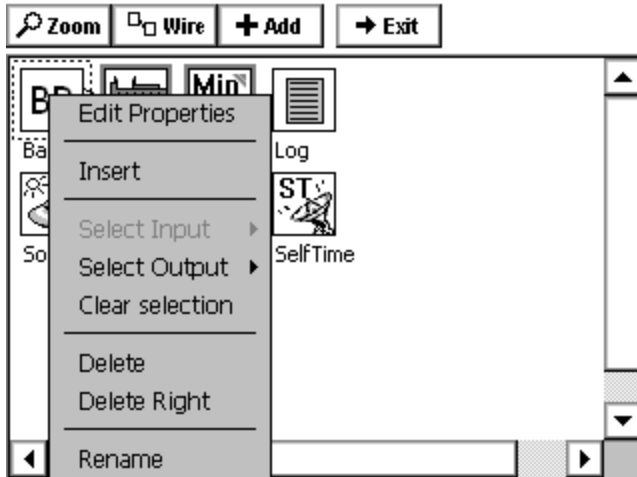 Zoom Wire Add Exit
Min
Edit Properties
Log
Insert
ST
Select Input
SelfTime
Select Output
Clear selection
Delete
Delete Right
Rename